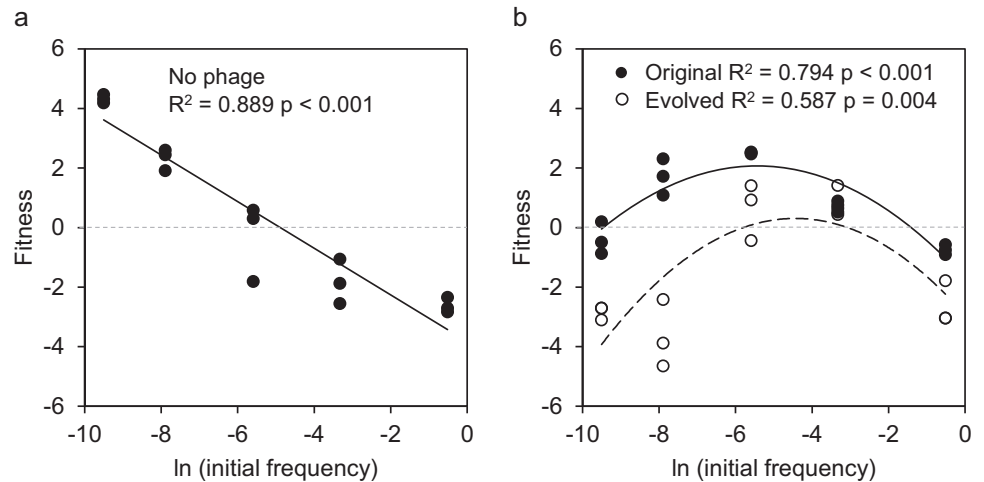 a
6
No phage
R² = 0.889 p < 0.001
4
2
0
-2
-4
-6
Fitness
-10
-8
-6
-4
-2
0
ln (initial frequency)
b
6
Original R² = 0.794 p < 0.001
Evolved R² = 0.587 p = 0.004
4
2
0
-2
-4
-6
Fitness
-10
-8
-6
-4
-2
0
ln (initial frequency)